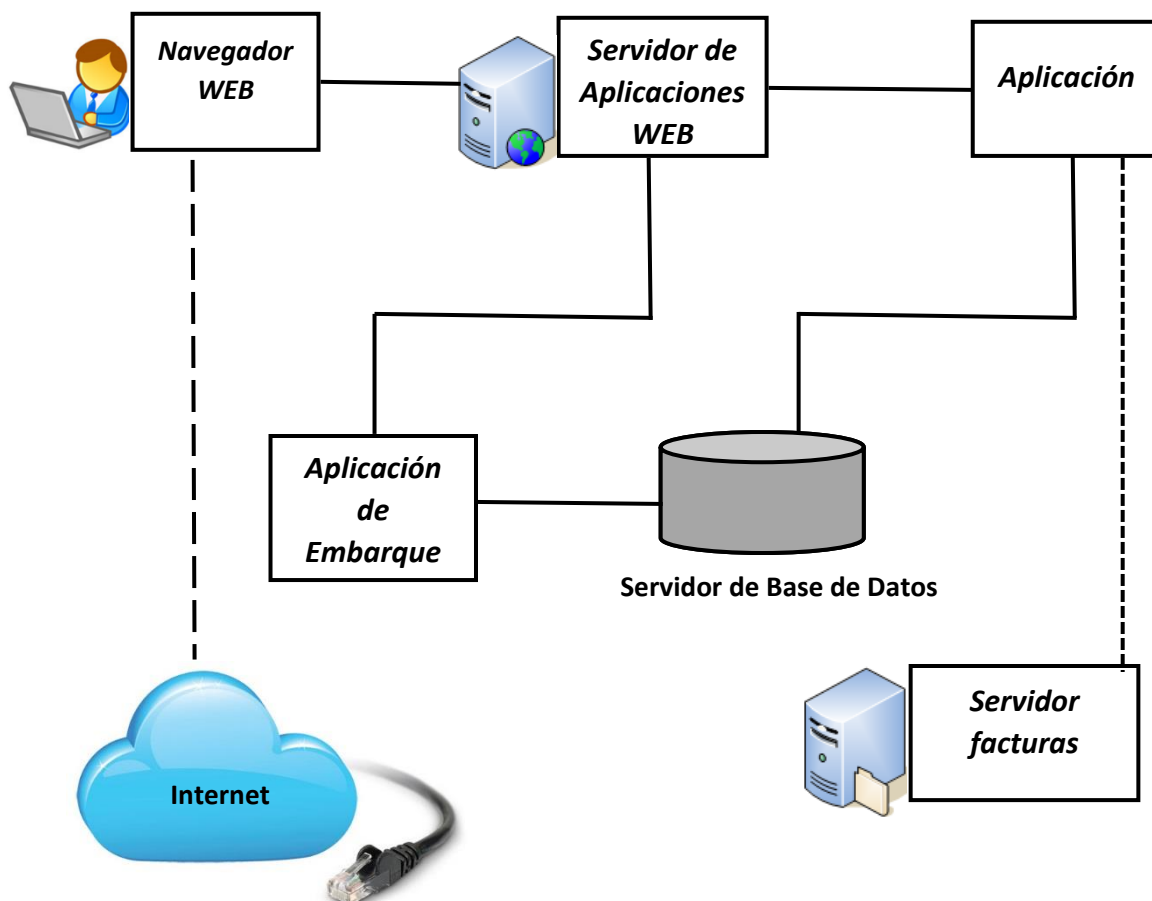 Navegador
WEB
Servidor de
Aplicaciones
WEB
Aplicación
Aplicación
de
Embarque
Servidor de Base de Datos
Servidor
facturas
Internet